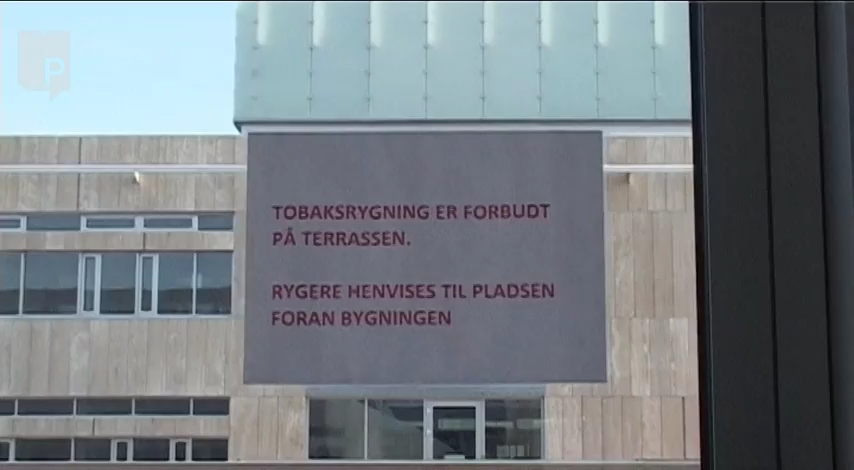 P
TOBAKSRYGNING ER FORBUDT
PÅ TERRASSEN.
RYGERE HENVISES TIL PLADSEN
FORAN BYGNINGEN